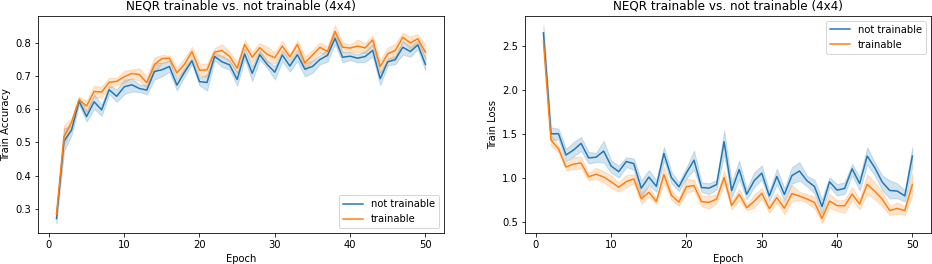 NEQR trainable vs. not trainable (4x4)
Train Accuracy
0.8
0.7
0.6
0.5
0.4
0.3
0 10 20 30 40 50
Epoch
not trainable
trainable
NEQR trainable vs. not trainable (4x4)
Train Loss
2.5
2.0
1.5
1.0
0.5
0 10 20 30 40 50
Epoch
not trainable
trainable